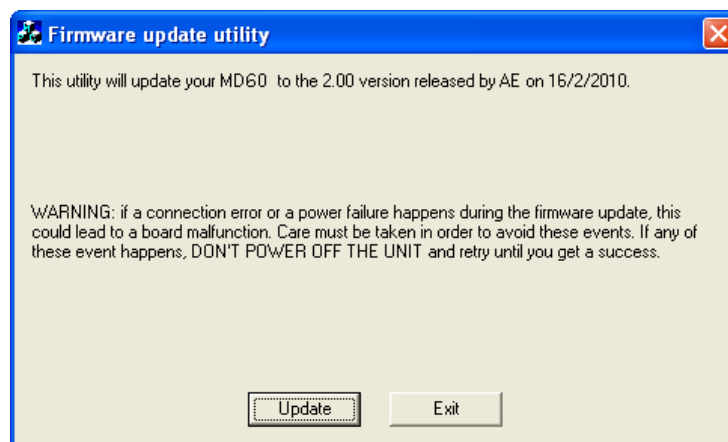 Firmware update utility
This utility will update your MD60  to the 2.00 version released by AE on 16/2/2010.
WARNING: if a connection error or a power failure happens during the firmware update, this
could lead to a board malfunction. Care must be taken in order to avoid these events. If any of
these event happens, DON'T POWER OFF THE UNIT and retry until you get a success.
Update
Exit